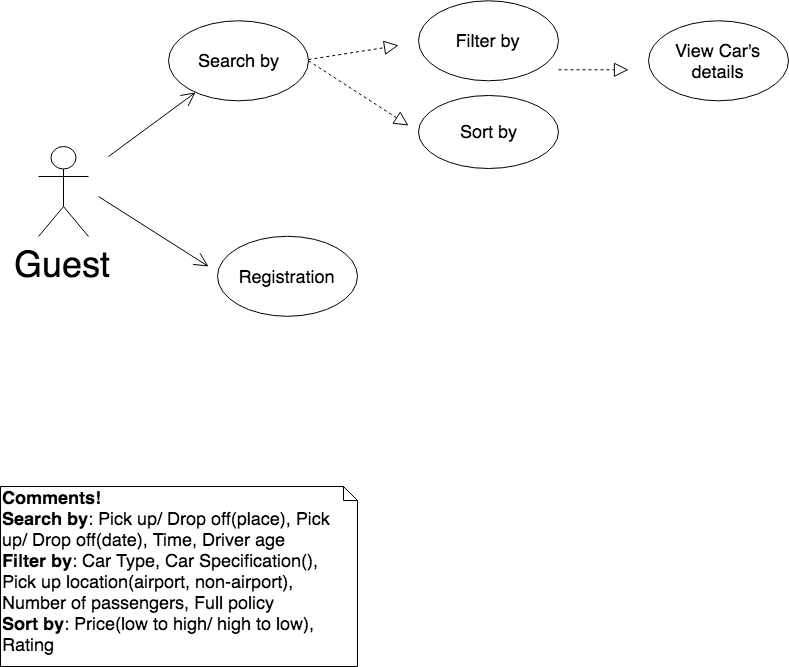 Search by
Filter by
View Car's
details
Sort by
Guest
Registration
Comments!
Search by: Pick up/ Drop off(place), Pick
up/ Drop off(date), Time, Driver age
Filter by: Car Type, Car Specification(),
Pick up location(airport, non-airport),
Number of passengers, Full policy
Sort by: Price(low to high/ high to low),
Rating